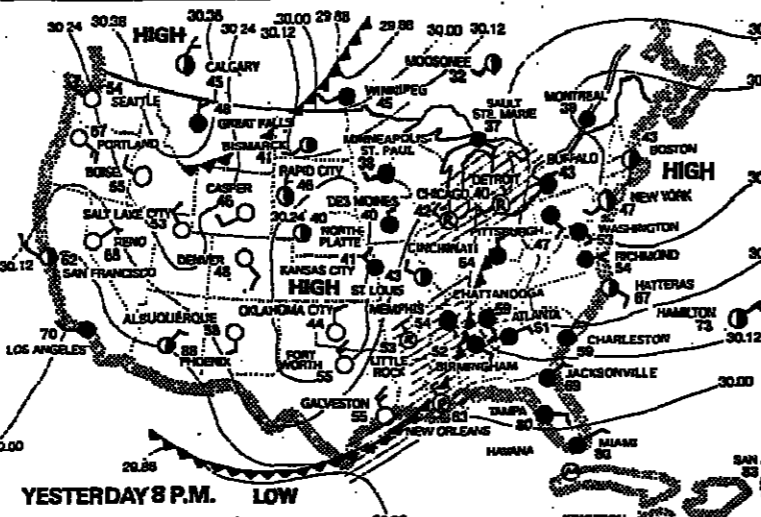 30.24
30.36
30.36
30.24
30.12
30.00
29.88
29.88
30.00
30.12
HIGH
CALGARY
43
MOOSONEE
32
WINNIPEG
45
54
SEATTLE
48
GREAT FALLS
SAULT
STE. MARIE
37
MONTREAL
39
57
PORTLAND
BISMARCK
41
MINNEAPOLIS
ST. PAUL
38
43
BOSTON
HIGH
BOISE
55
RAPID CITY
46
DETROIT
40
BUFFALO
43
CASPER
46
DES MOINES
40
CHICAGO
42
NEW YORK
47
SALT LAKE CITY
53
30.24
40
NORTH
PLATTE
PITTSBURGH
47
WASHINGTON
53
RENO
68
CINCINNATI
54
RICHMOND
54
30.12
62
SAN FRANCISCO
DENVER
48
KANSAS CITY
41
HIGH
ST LOUIS
43
HATTERAS
67
CHATTANOOGA
59
HAMILTON
73
ALBUQUERQUE
58
OKLAHOMA CITY
44
MEMPHIS
54
ATLANTA
61
CHARLESTON
59
70
LOS ANGELES
88
PHOENIX
FORT
WORTH
55
53
LITTLE
ROCK
52
BIRMINGHAM
30.12
JACKSONVILLE
69
30.00
GALVESTON
55
63
NEW ORLEANS
TAMPA
80
29.88
HAVANA
MIAMI
YESTERDAY 8 P.M.
LOW
SAN